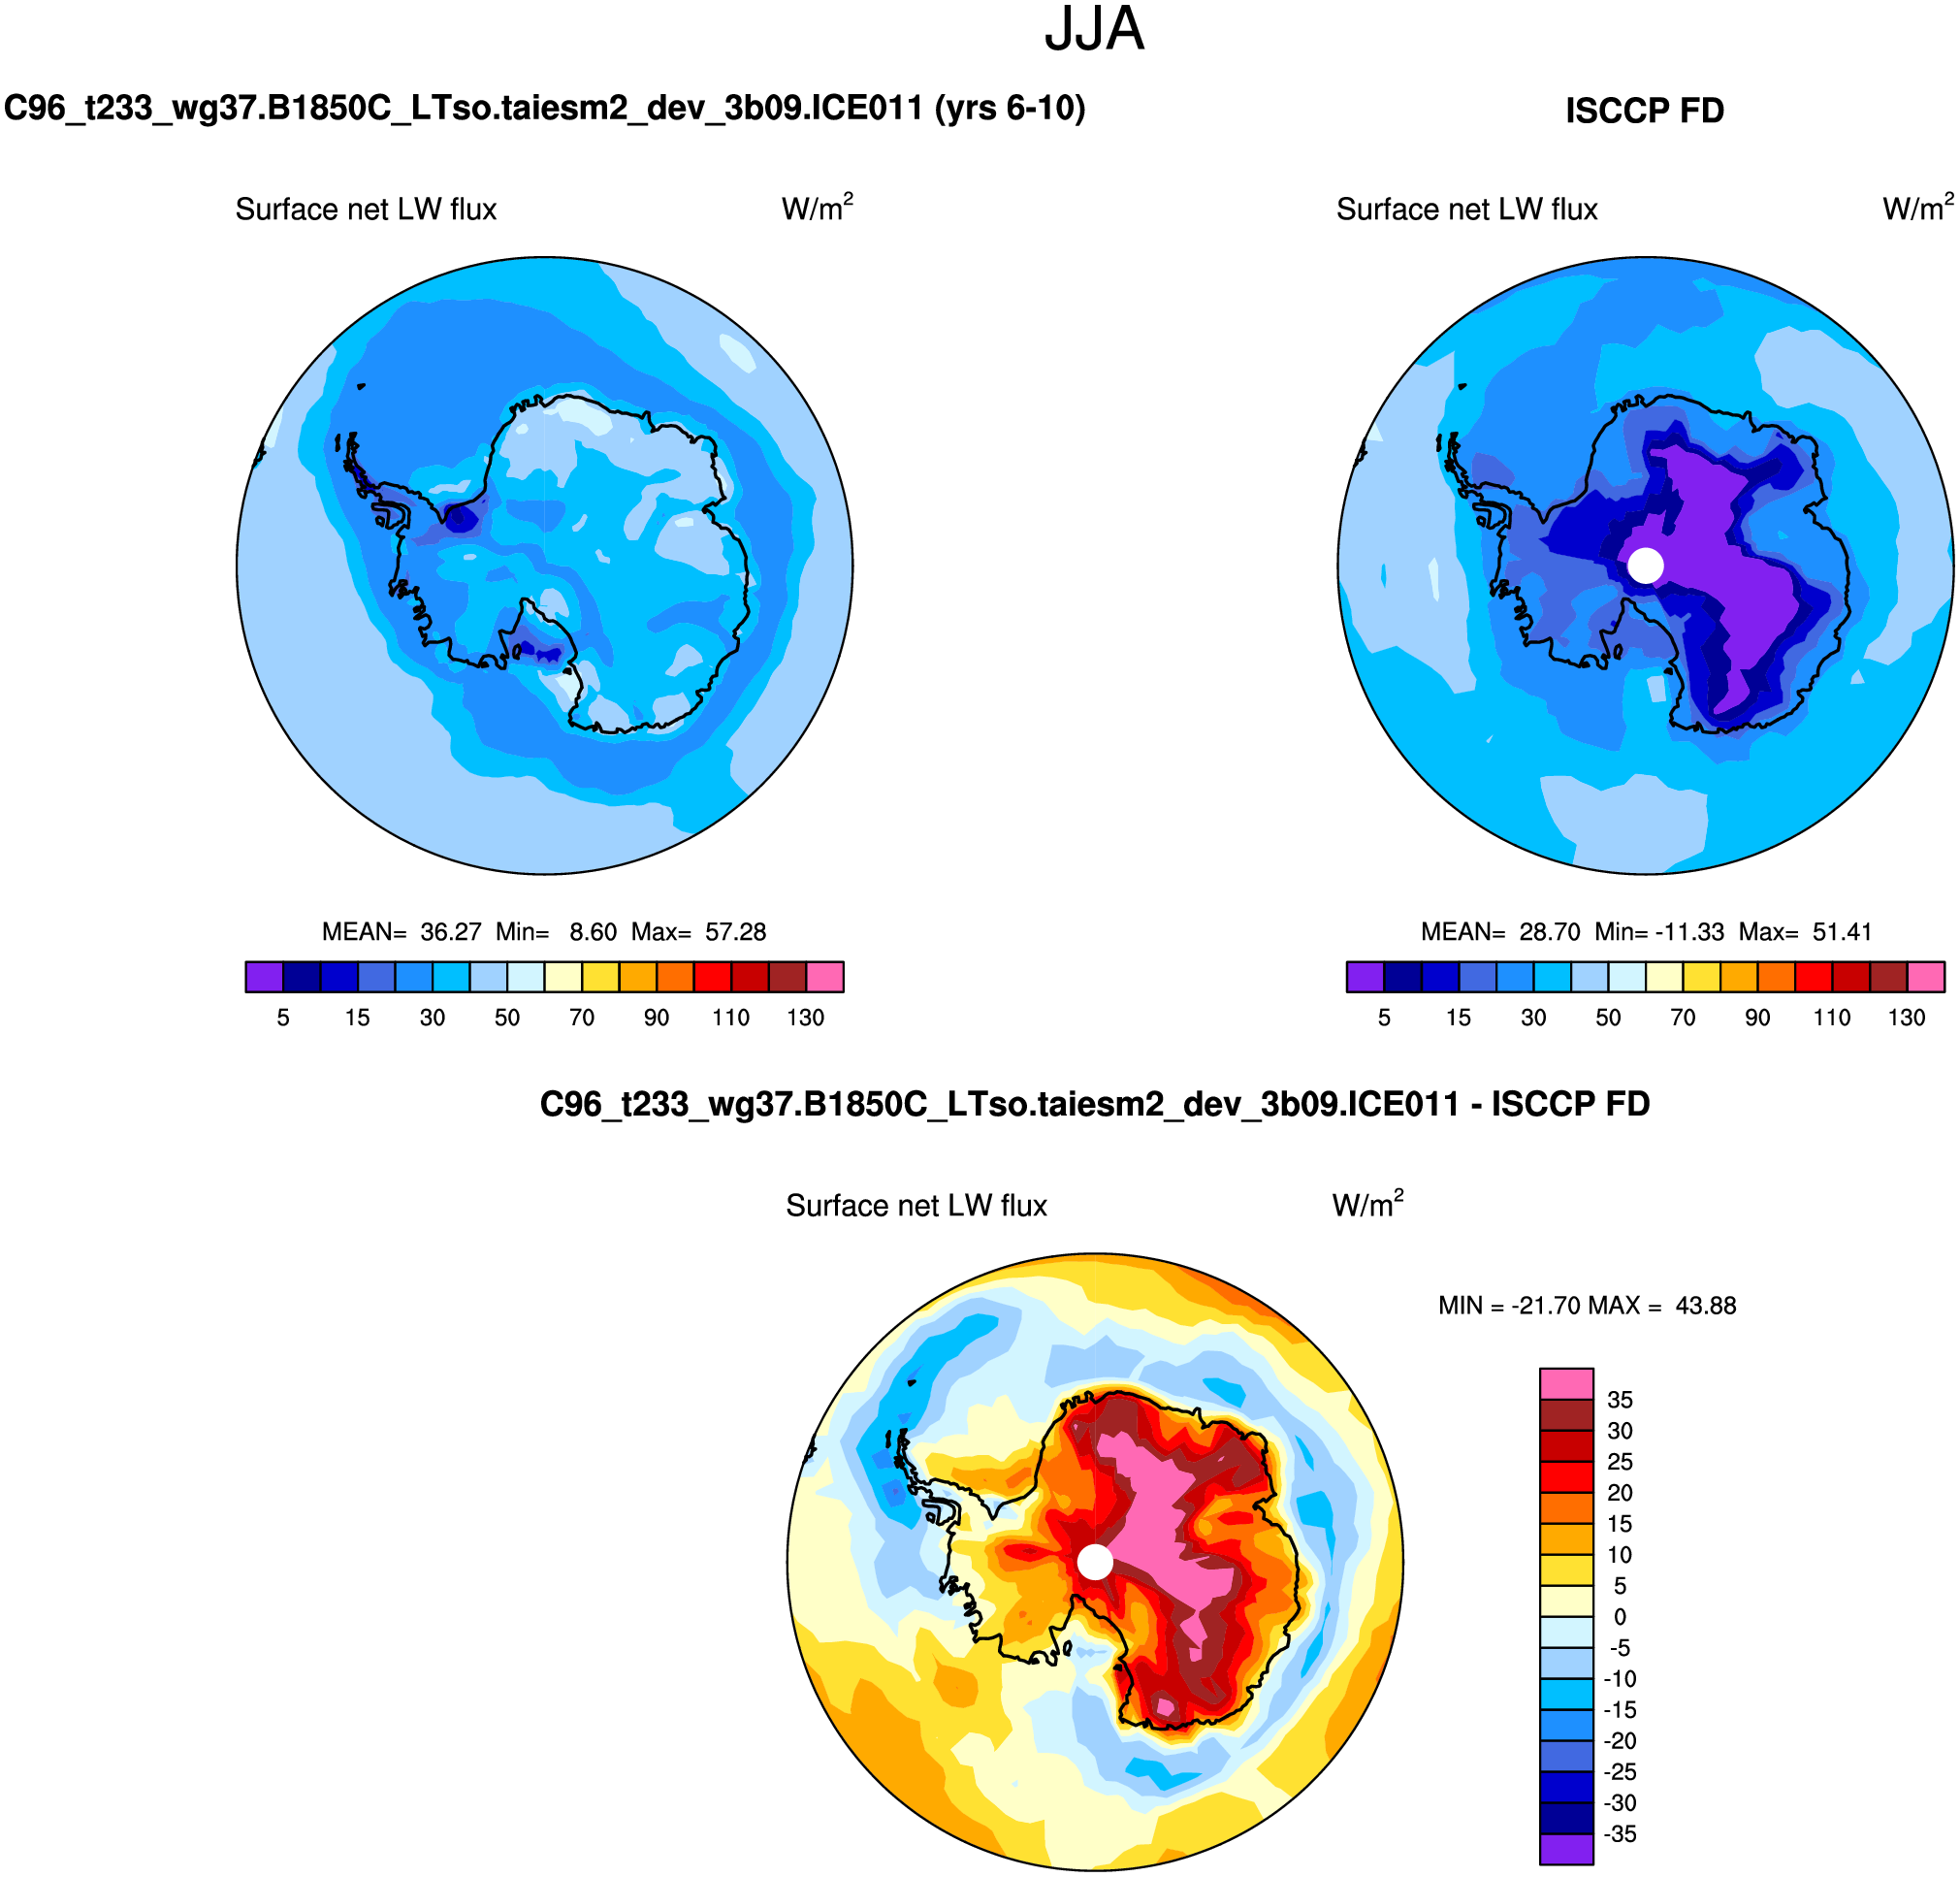 JJA
C96_t233_wg37.B1850C_LTso.taiesm2_dev_3b09.ICE011 (yrs 6-10)
ISCCP FD
Surface net LW flux W/m2
Surface net LW flux W/m2
MEAN= 36.27 Min= 8.60 Max= 57.28
MEAN= 28.70 Min= -11.33 Max= 51.41
5 15 30 50 70 90 110 130
5 15 30 50 70 90 110 130
C96_t233_wg37.B1850C_LTso.taiesm2_dev_3b09.ICE011 - ISCCP FD
Surface net LW flux W/m2
MIN = -21.70 MAX = 43.88
35
30
25
20
15
10
5
0
-5
-10
-15
-20
-25
-30
-35